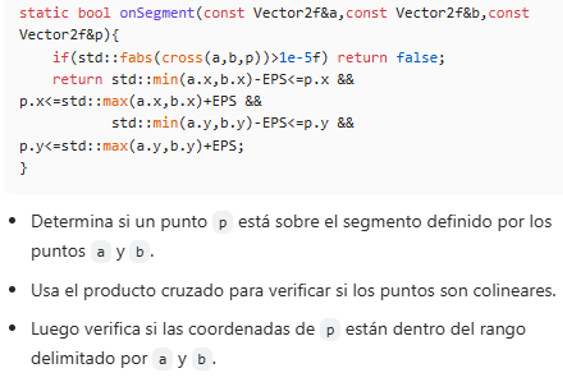 static bool onSegment(const Vector2f&a,const Vector2f&b,const
Vector2f&p){
    if(std::fabs(cross(a,b,p))>1e-5f) return false;
    return std::min(a.x,b.x)-EPS<=p.x &&
p.x<=std::max(a.x,b.x)+EPS &&
           std::min(a.y,b.y)-EPS<=p.y &&
p.y<=std::max(a.y,b.y)+EPS;
}
• Determina si un punto p está sobre el segmento definido por los
puntos a y b.
• Usa el producto cruzado para verificar si los puntos son colineares.
• Luego verifica si las coordenadas de p están dentro del rango
delimitado por a y b.